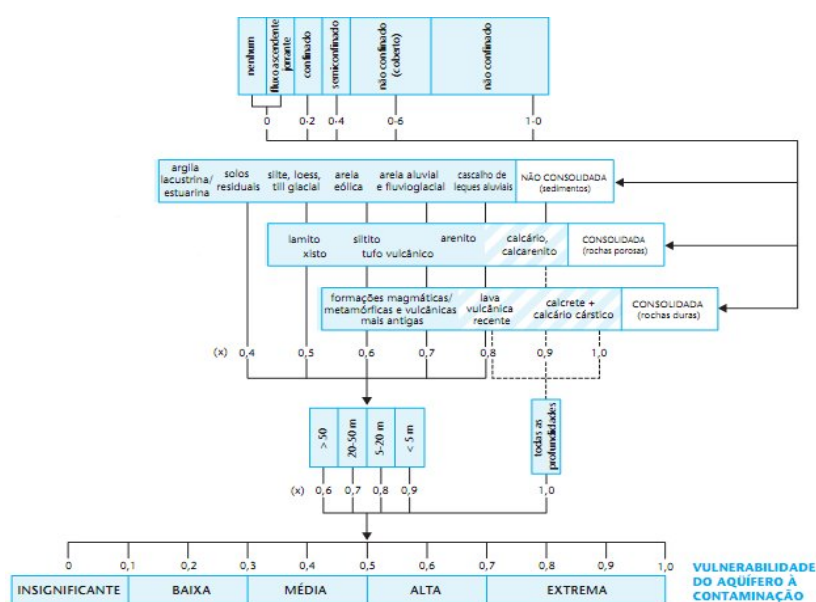 nenhum
fluxo ascendente
jorrante
confinado
semiconfinado
não confinado
(coberto)
não confinado
0 0-2 0-4 0-6 1-0
argila
lacustrina/
estuarina
solos
residuais
silte, loess,
till glacial
areia
eólica
areia aluvial
e fluvioglacial
cascalho de
leques aluviais
NÃO CONSOLIDADA
(sedimentos)
lamito
xisto
siltito
tufo vulcânico
arenito
calcário,
calcarenito
CONSOLIDADA
(rochas porosas)
formações magmáticas/
metamórficas e vulcânicas
mais antigas
lava
vulcânica
recente
calcrete +
calcário cárstico
CONSOLIDADA
(rochas duras)
(x) 0,4 0,5 0,6 0,7 0,8 0,9 1,0
> 50
20-50 m
5-20 m
< 5 m
todas as
profundidades
(x) 0,6 0,7 0,8 0,9 1,0
0 0,1 0,2 0,3 0,4 0,5 0,6 0,7 0,8 0,9 1,0
INSIGNIFICANTE BAIXA MÉDIA ALTA EXTREMA
VULNERABILIDADE
DO AQÜÍFERO À
CONTAMINAÇÃO